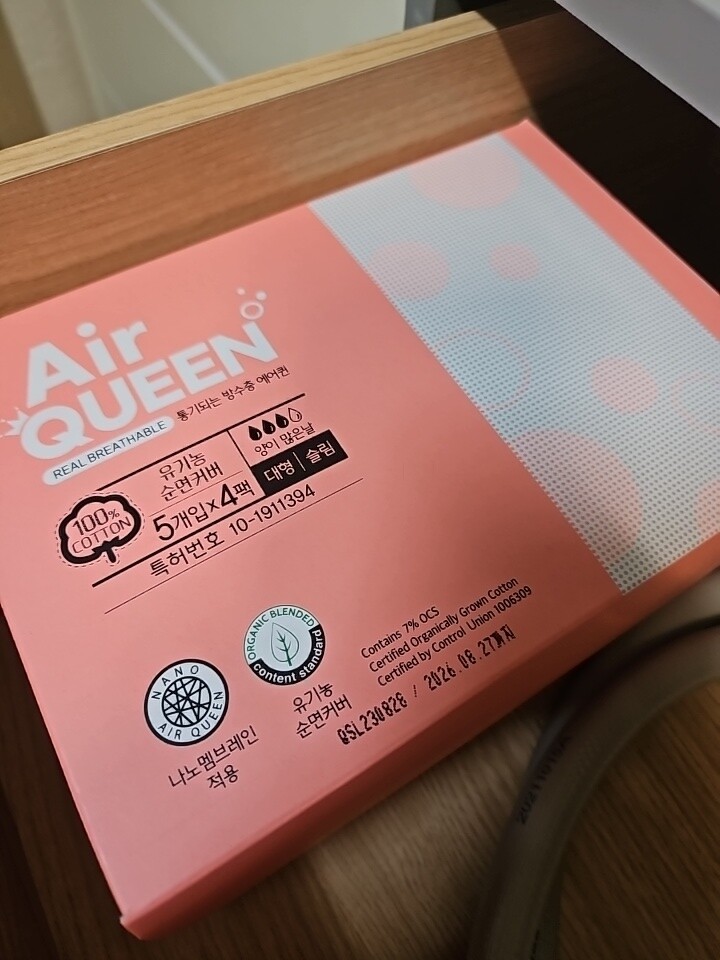 Air
QUEEN
REAL BREATHABLE
통기되는 방수층 에어퀸
100%
COTTON
유기농
순면커버
5개입x4팩
양이 많은날
대형 | 슬림
특허번호 10-1911394
NANO
AIR QUEEN
나노멤브레인
적용
ORGANIC BLENDED
content standard
유기농
순면커버
Contains 7% OCS
Certified Organically Grown Cotton
Certified by Control Union 1006309
QSL230828 / 2026.08.27까지